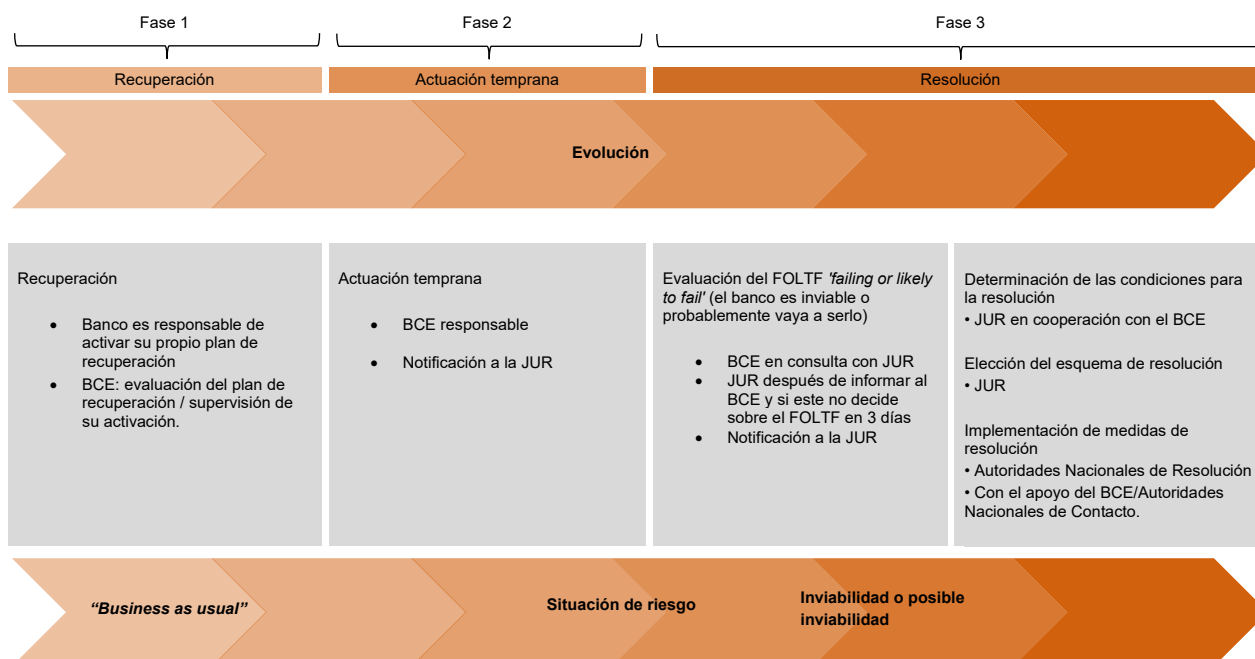 Fase 1
Fase 2
Fase 3
Recuperación
Actuación temprana
Resolución
Evolución
Recuperación
• Banco es responsable de
activar su propio plan de
recuperación
• BCE: evaluación del plan de
recuperación / supervisión de
su activación.
Actuación temprana
• BCE responsable
• Notificación a la JUR
Evaluación del FOLTF 'failing or likely
to fail' (el banco es inviable o
probablemente vaya a serlo)
• BCE en consulta con JUR
• JUR después de informar al
BCE y si este no decide
sobre el FOLTF en 3 días
• Notificación a la JUR
Determinación de las condiciones para
la resolución
• JUR en cooperación con el BCE
Elección del esquema de resolución
• JUR
Implementación de medidas de
resolución
• Autoridades Nacionales de Resolución
• Con el apoyo del BCE/Autoridades
Nacionales de Contacto.
“Business as usual”
Situación de riesgo
Inviabilidad o posible
inviabilidad